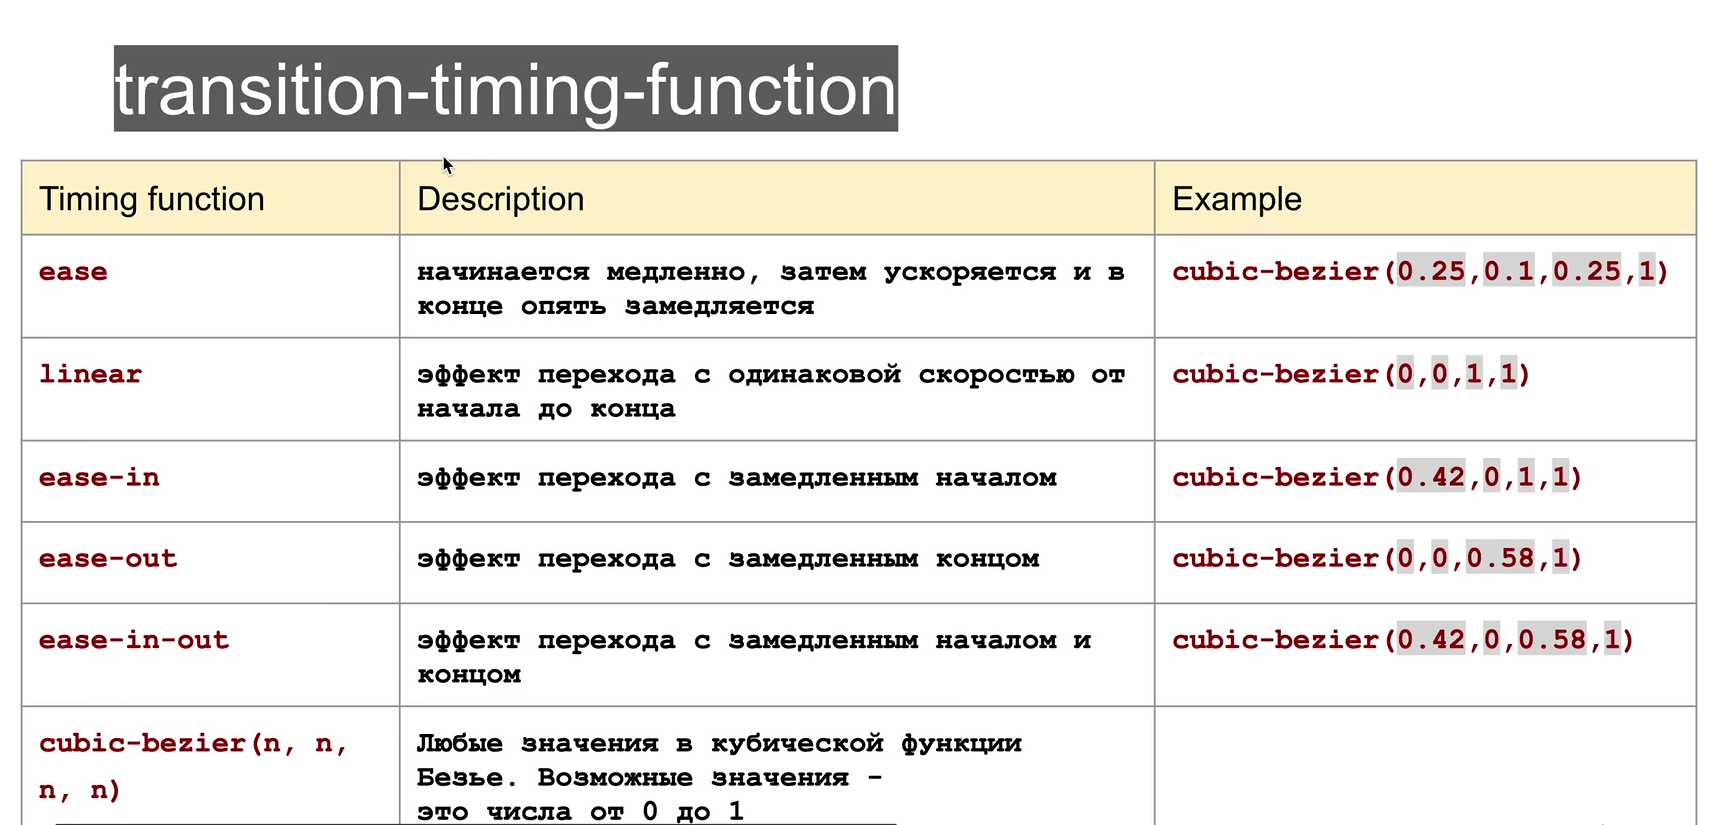 transition-timing-function
Timing function
Description
Example
ease
начинается медленно, затем ускоряется и в
конце опять замедляется
cubic-bezier(0.25,0.1,0.25,1)
linear
эффект перехода с одинаковой скоростью от
начала до конца
cubic-bezier(0,0,1,1)
ease-in
эффект перехода с замедленным началом
cubic-bezier(0.42,0,1,1)
ease-out
эффект перехода с замедленным концом
cubic-bezier(0,0,0.58,1)
ease-in-out
эффект перехода с замедленным началом и
концом
cubic-bezier(0.42,0,0.58,1)
cubic-bezier(n, n,
n, n)
Любые значения в кубической функции
Безье. Возможные значения -
это числа от 0 до 1